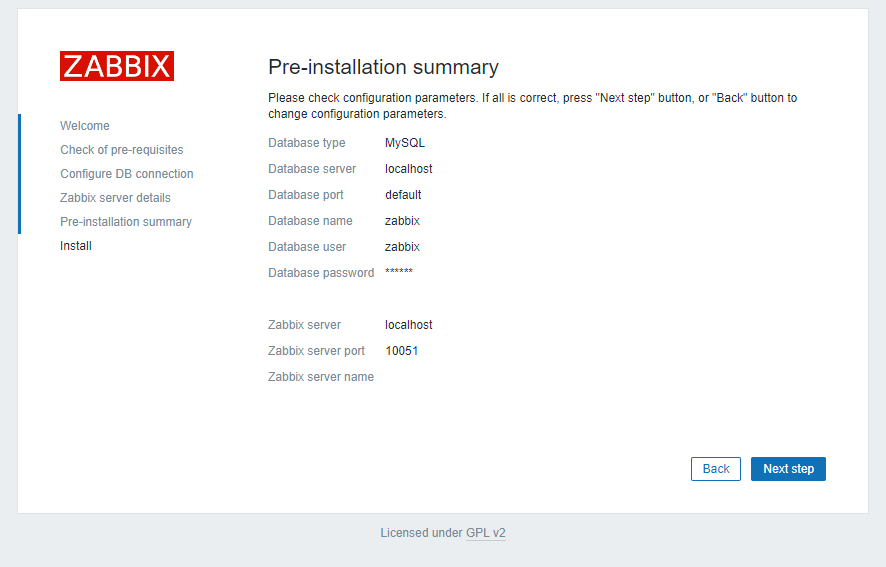 ZABBIX
Welcome
Check of pre-requisites
Configure DB connection
Zabbix server details
Pre-installation summary
Install
Pre-installation summary
Please check configuration parameters. If all is correct, press "Next step" button, or "Back" button to
change configuration parameters.
Database type MySQL
Database server localhost
Database port default
Database name zabbix
Database user zabbix
Database password ******
Zabbix server localhost
Zabbix server port 10051
Zabbix server name
Back Next step
Licensed under GPL v2